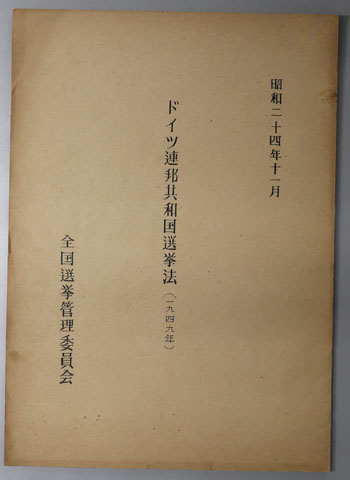 昭和二十四年十一月
ドイツ連邦共和国選挙法(一九四九年)
全国選挙管理委員会